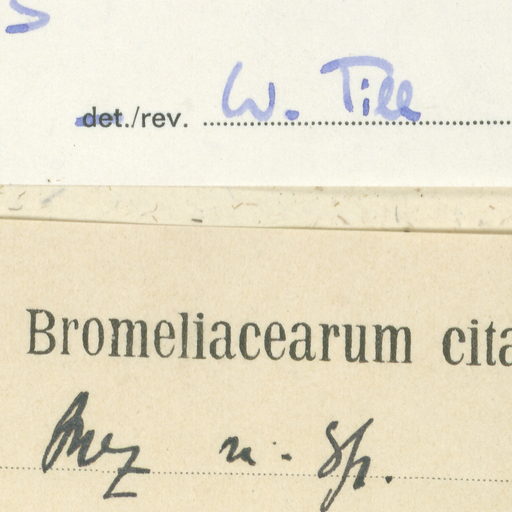 det./rev. W. Till
Bromeliacearum cita
Mez n. sp.